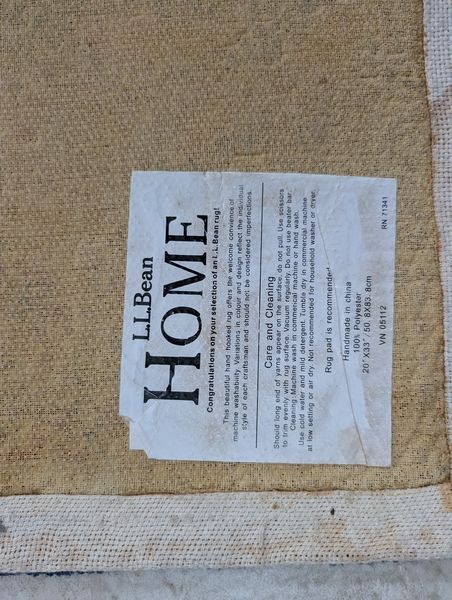 L.L.Bean
HOME
Congratulations on your selection of an L.L.Bean rug!
This beautiful hand hooked rug offers the welcome convience of
machine washability. Variations in colour and design reflect the individual
style of each craftsman and should not be considered imperfections.
Care and Cleaning
Should long end of yarns appear on the surface, do not pull. Use scissors
to trim evenly with rug surface. Vacuum regularly. Do not use beater bar.
Cleaning: Machine wash in commercial machine or hand wash.
Use cold water and mild detergent. Tumble dry in commercial machine
at low setting or air dry. Not recommended for household washer or dryer.
Rug pad is recommended
Handmade in china
100% Polyester
20" X33" / 50. 8X83. 8cm
VN 05112
RN 71341